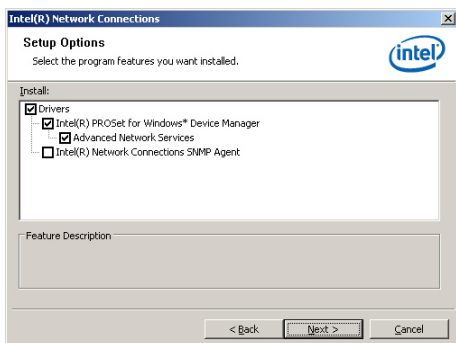 Intel(R) Network Connections
Setup Options
Select the program features you want installed.
intel
Install:
Drivers
Intel(R) PROSet for Windows* Device Manager
Advanced Network Services
Intel(R) Network Connections SNMP Agent
Feature Description
< Back
Next >
Cancel